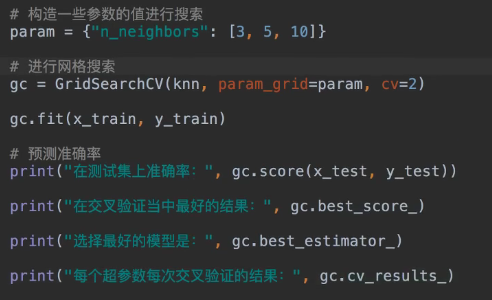 # 构造一些参数的值进行搜索
param = {"n_neighbors": [3, 5, 10]}
# 进行网格搜索
gc = GridSearchCV(knn, param_grid=param, cv=2)
gc.fit(x_train, y_train)
# 预测准确率
print("在测试集上准确率：", gc.score(x_test, y_test))
print("在交叉验证当中最好的结果：", gc.best_score_)
print("选择最好的模型是：", gc.best_estimator_)
print("每个超参数每次交叉验证的结果：", gc.cv_results_)